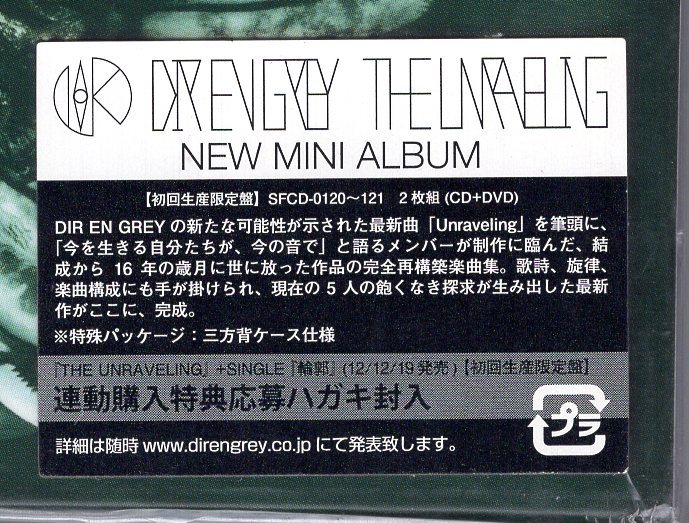 DIR EN GREY THE UNRAVELING
NEW MINI ALBUM
【初回生産限定盤】SFCD-0120〜121 2枚組(CD+DVD)
DIR EN GREY の新たな可能性が示された最新曲「Unraveling」を筆頭に、
「今を生きる自分たちが、今の音で」と語るメンバーが制作に臨んだ、結
成から 16 年の歳月に世に放った作品の完全再構築楽曲集。歌詩、旋律、
楽曲構成にも手が掛けられ、現在の 5 人の飽くなき探求が生み出した最新
作がここに、完成。
※特殊パッケージ：三方背ケース仕様
『THE UNRAVELING』+SINGLE『輪郭』(12/12/19発売)【初回生産限定盤】
連動購入特典応募ハガキ封入
プラ
詳細は随時 www.direngrey.co.jp にて発表致します。